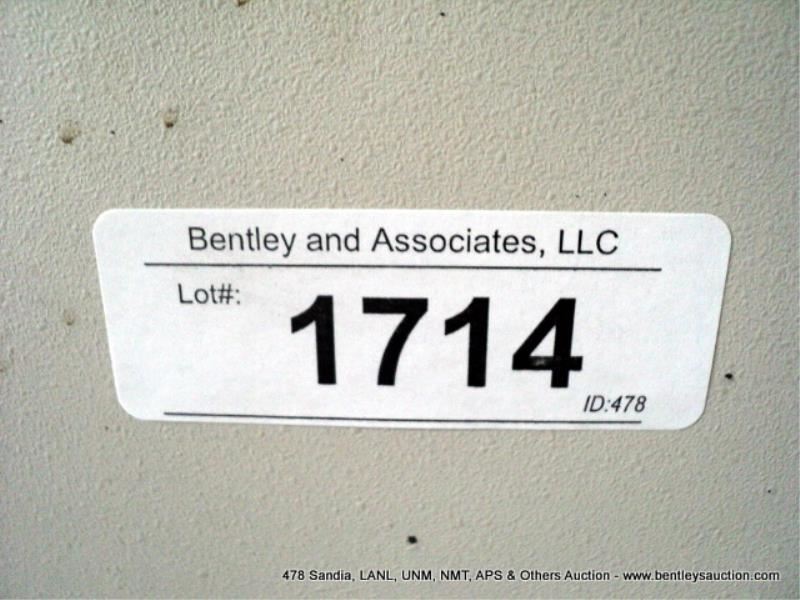 Bentley and Associates, LLC
Lot#:
1714
ID:478
478 Sandia, LANL, UNM, NMT, APS & Others Auction - www.bentleysauction.com